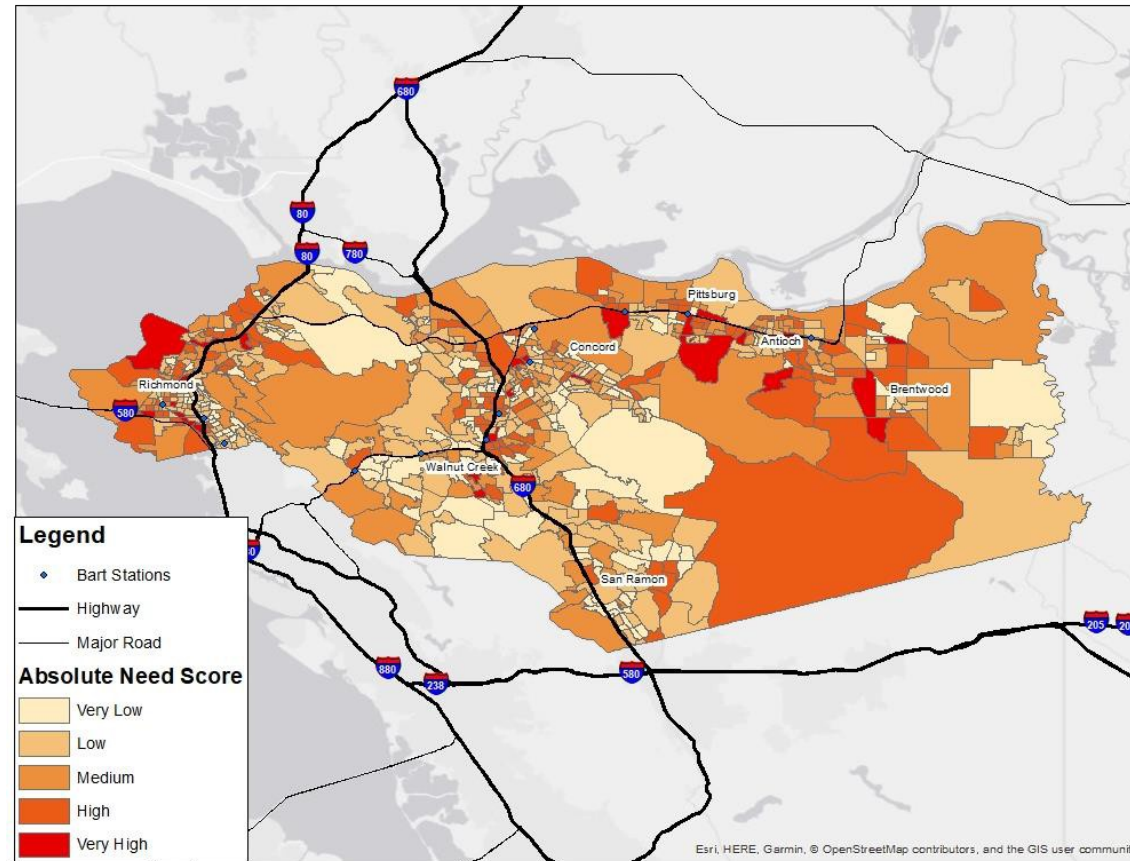 680
80
80
780
Pittsburg
Concord
Antioch
Richmond
Brentwood
580
Walnut Creek
680
San Ramon
Legend
Bart Stations
Highway
Major Road
Absolute Need Score
Very Low
Low
Medium
High
Very High
880
238
580
205
Esri, HERE, Garmin, © OpenStreetMap contributors, and the GIS user